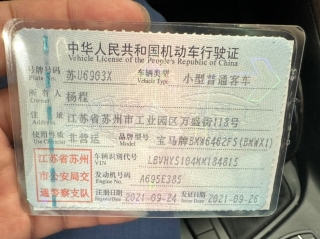 中华人民共和国机动车行驶证
Vehicle License of the People's Republic of China
号牌号码 苏U6903X 车辆类型 小型普通客车
Plate No. Vehicle Type
所有人 杨程
Owner
住址 江苏省苏州市工业园区万盛街118号
Address
使用性质 非营运 品牌型号 宝马牌BMW6462FS(BMWX1)
Use Character Model
江苏省苏州市公安局交通警察支队
车辆识别代号
VIN
发动机号码 A695E385
Engine No.
注册日期 2021-09-24 发证日期 2021-09-26
Register Date Issue Date